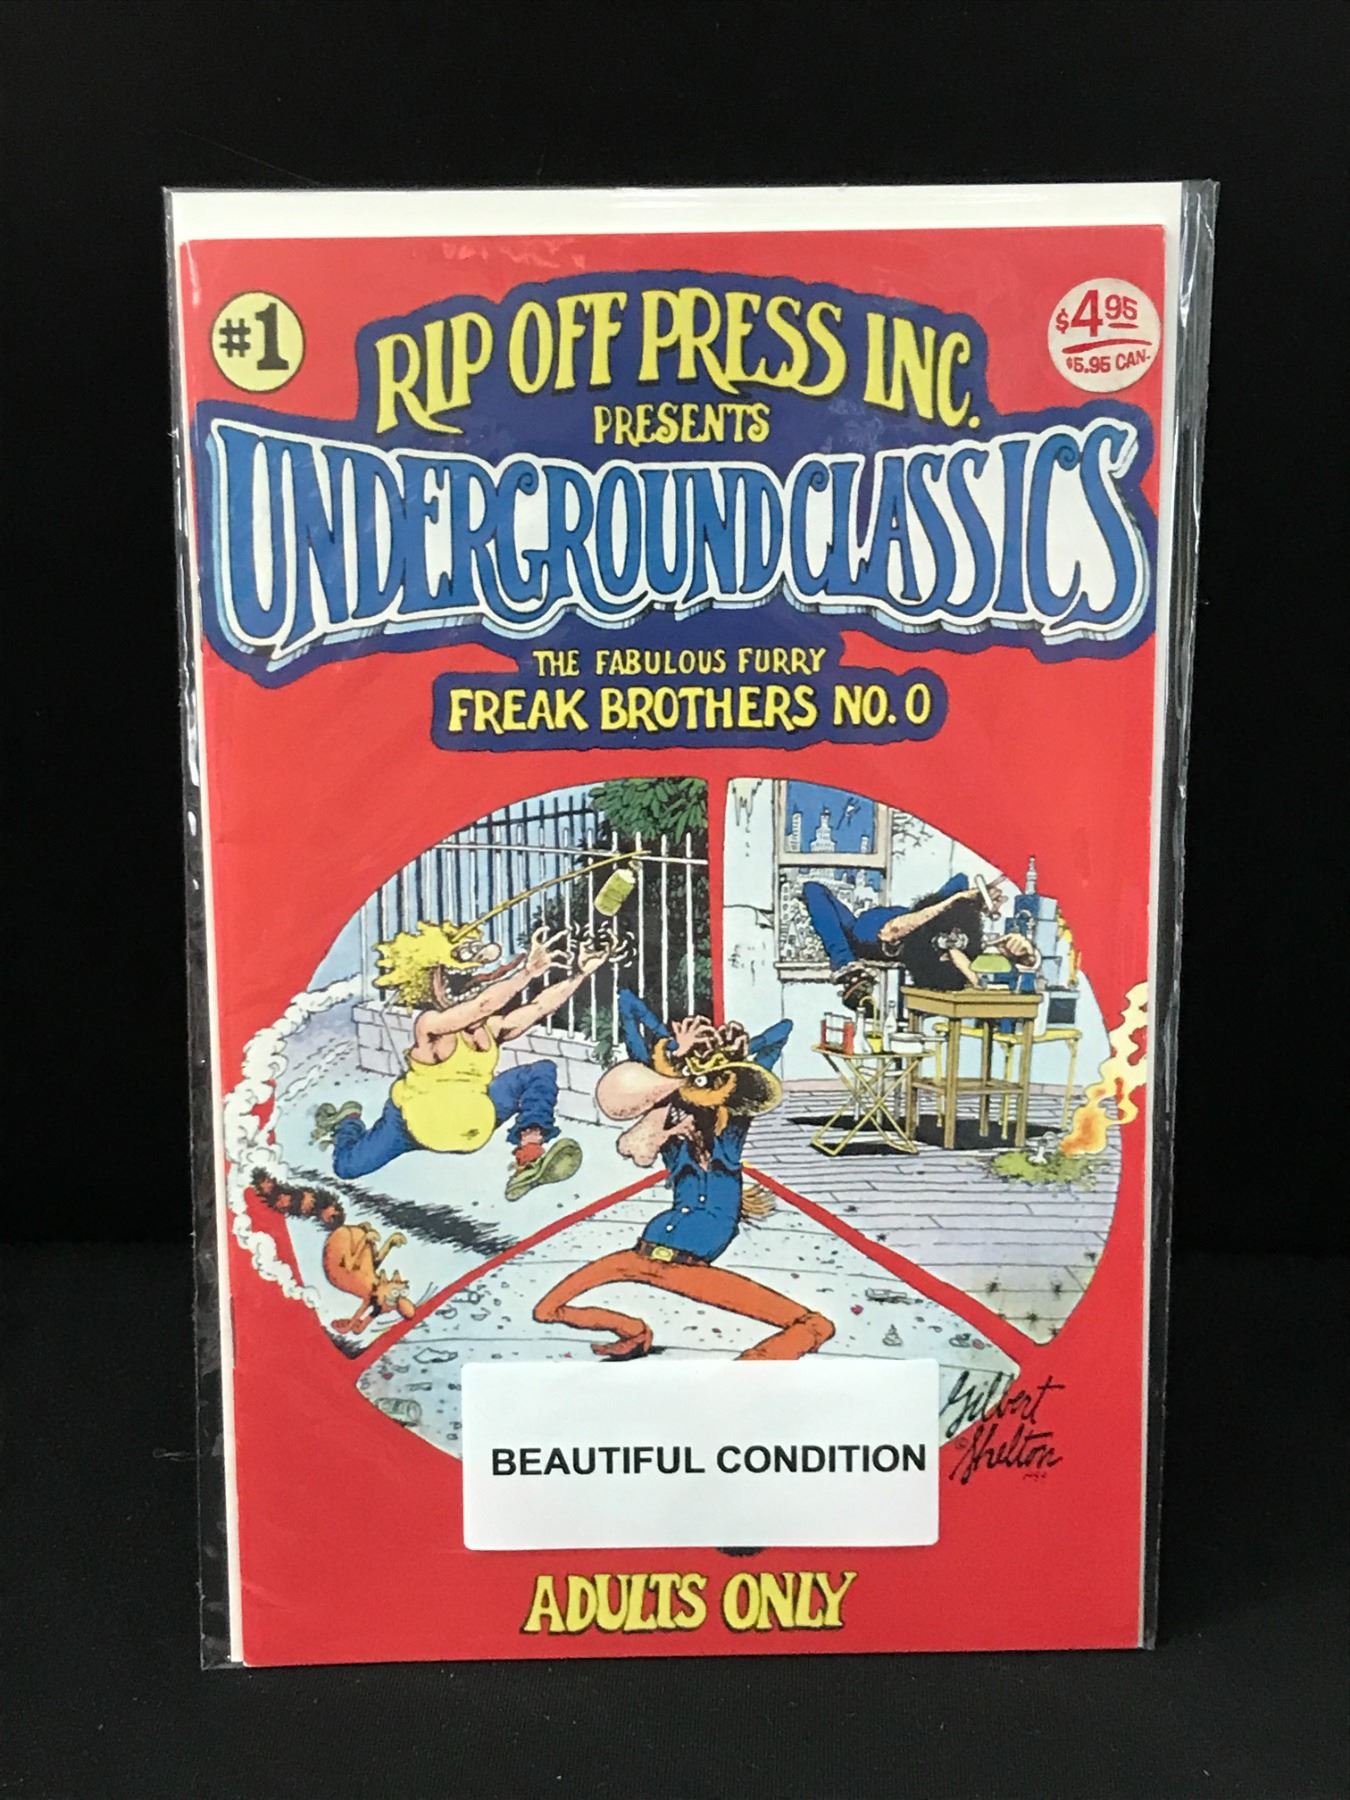 #1
$4.95
$5.95 CAN.
RIP OFF PRESS INC.
PRESENTS
UNDERGROUND CLASSICS
THE FABULOUS FURRY
FREAK BROTHERS NO. 0
Gilbert
© Shelton
BEAUTIFUL CONDITION
ADULTS ONLY